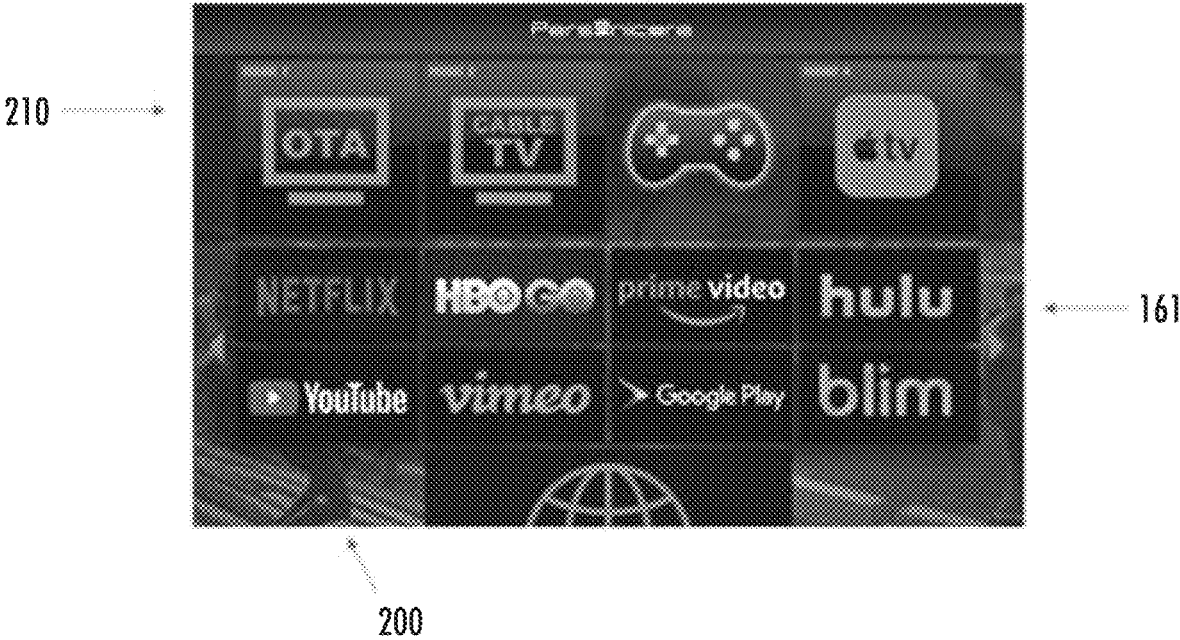 210
OTA
CABLE TV
tv
NETFLIX HBO GO prime video hulu
161
YouTube vimeo Google Play blim
200